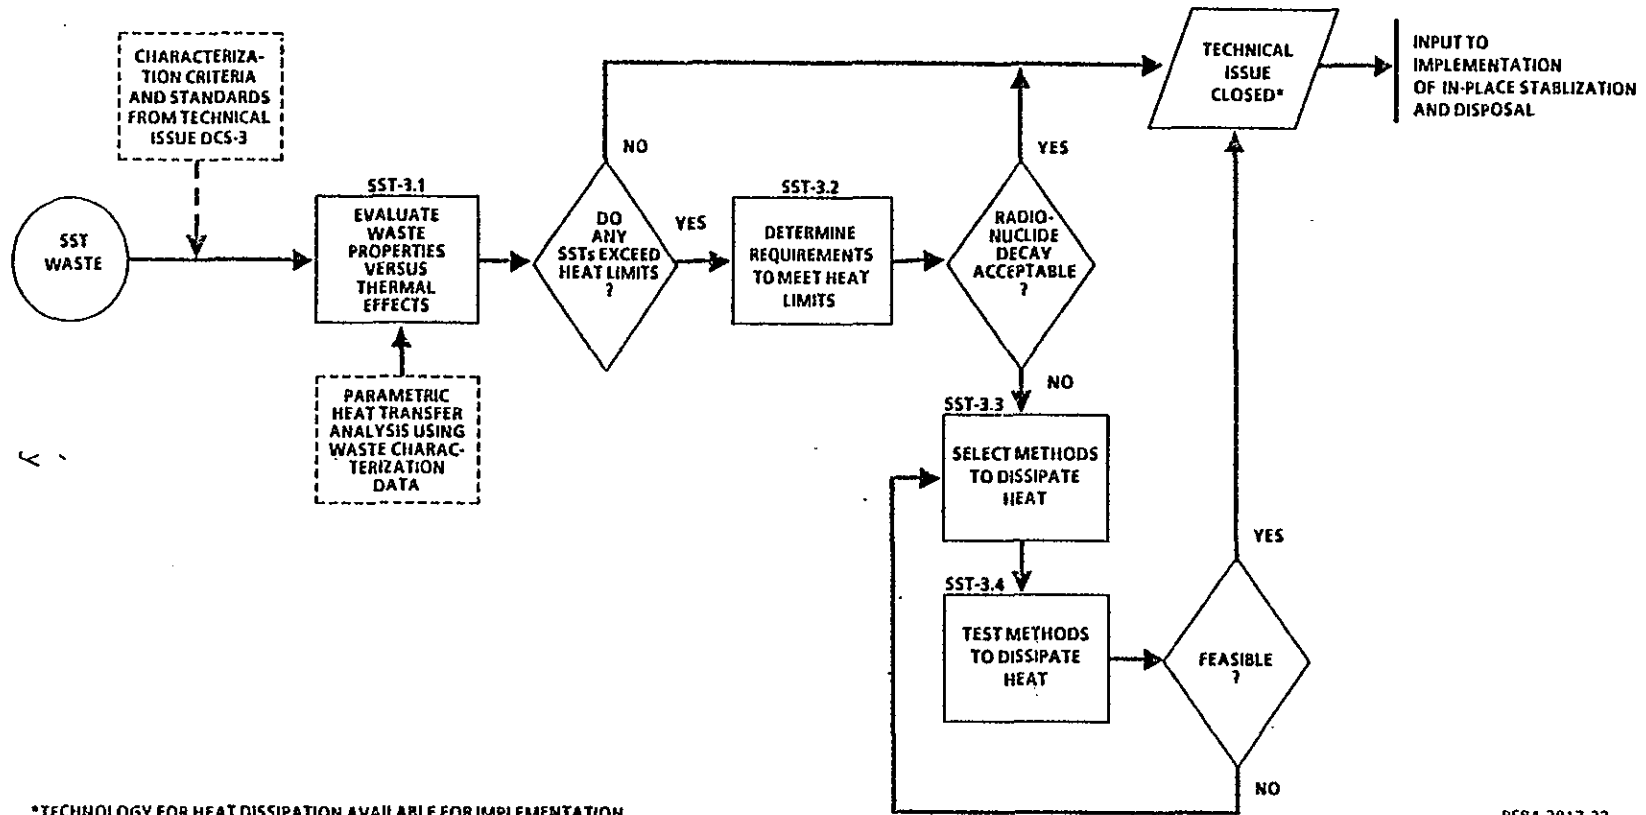 CHARACTERIZA-
TION CRITERIA
AND STANDARDS
FROM TECHNICAL
ISSUE DCS-3
TECHNICAL
ISSUE
CLOSED*
INPUT TO
IMPLEMENTATION
OF IN-PLACE STABLIZATION
AND DISPOSAL
NO
YES
SST
WASTE
SST-3.1
EVALUATE
WASTE
PROPERTIES
VERSUS
THERMAL
EFFECTS
DO
ANY
SSTs EXCEED
HEAT LIMITS
?
YES
SST-3.2
DETERMINE
REQUIREMENTS
TO MEET HEAT
LIMITS
RADIO-
NUCLIDE
DECAY
ACCEPTABLE
?
NO
PARAMETRIC
HEAT TRANSFER
ANALYSIS USING
WASTE CHARAC-
TERIZATION
DATA
SST-3.3
SELECT METHODS
TO DISSIPATE
HEAT
SST-3.4
TEST METHODS
TO DISSIPATE
HEAT
YES
FEASIBLE
?
NO
*TECHNOLOGY FOR HEAT DISSIPATION AVAILABLE FOR IMPLEMENTATION